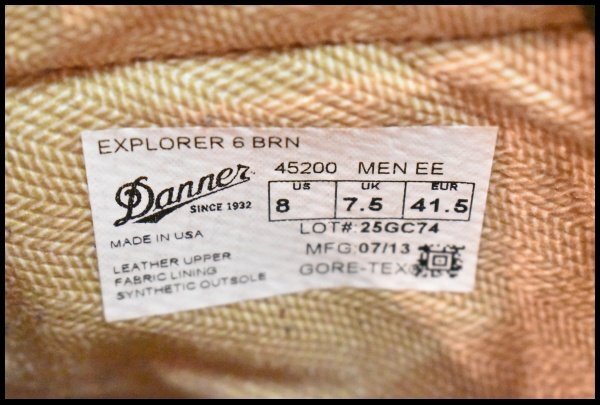 EXPLORER 6 BRN
Danner
SINCE 1932
45200 MEN EE
US UK EUR
8 7.5 41.5
LOT#:25GC74
MFG:07/13
GORE-TEX
MADE IN USA
LEATHER UPPER
FABRIC LINING
SYNTHETIC OUTSOLE